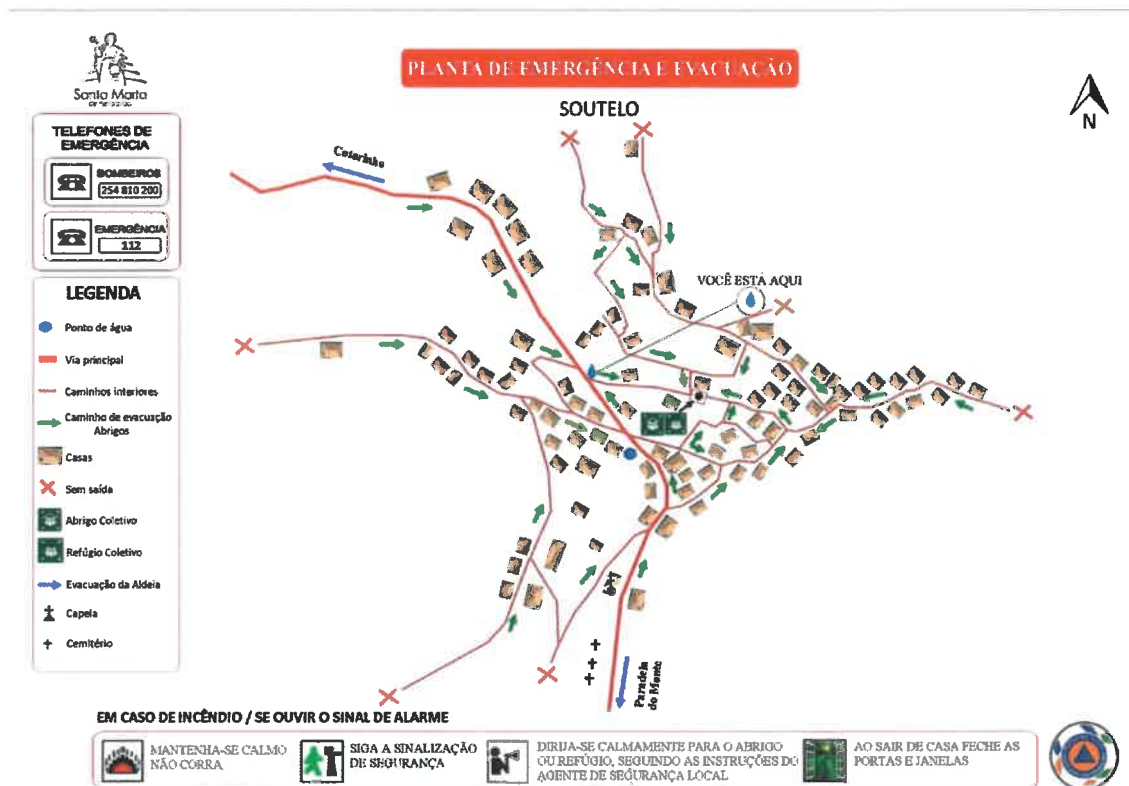 Santa Marta
PLANTA DE EMERGÊNCIA E EVACUAÇÃO
SOUTELO
N
TELEFONES DE
EMERGÊNCIA
BOMBEIROS
254 810 200
EMERGÊNCIA
112
LEGENDA
Ponto de água
Via principal
Caminhos interiores
Caminho de evacuação
Abrigos
Casas
Sem saída
Abrigo Coletivo
Refúgio Coletivo
Evacuação da Aldeia
Capela
Cemitério
VOCÊ ESTÁ AQUI
Paradela
do Monte
EM CASO DE INCÊNDIO / SE OUVIR O SINAL DE ALARME
MANTENHA-SE CALMO
NÃO CORRA
SIGA A SINALIZAÇÃO
DE SEGURANÇA
DIRIJA-SE CALMAMENTE PARA O ABRIGO
OU REFÚGIO, SEGUINDO AS INSTRUÇÕES DO
AGENTE DE SEGURANÇA LOCAL
AO SAIR DE CASA FECHE AS
PORTAS E JANELAS